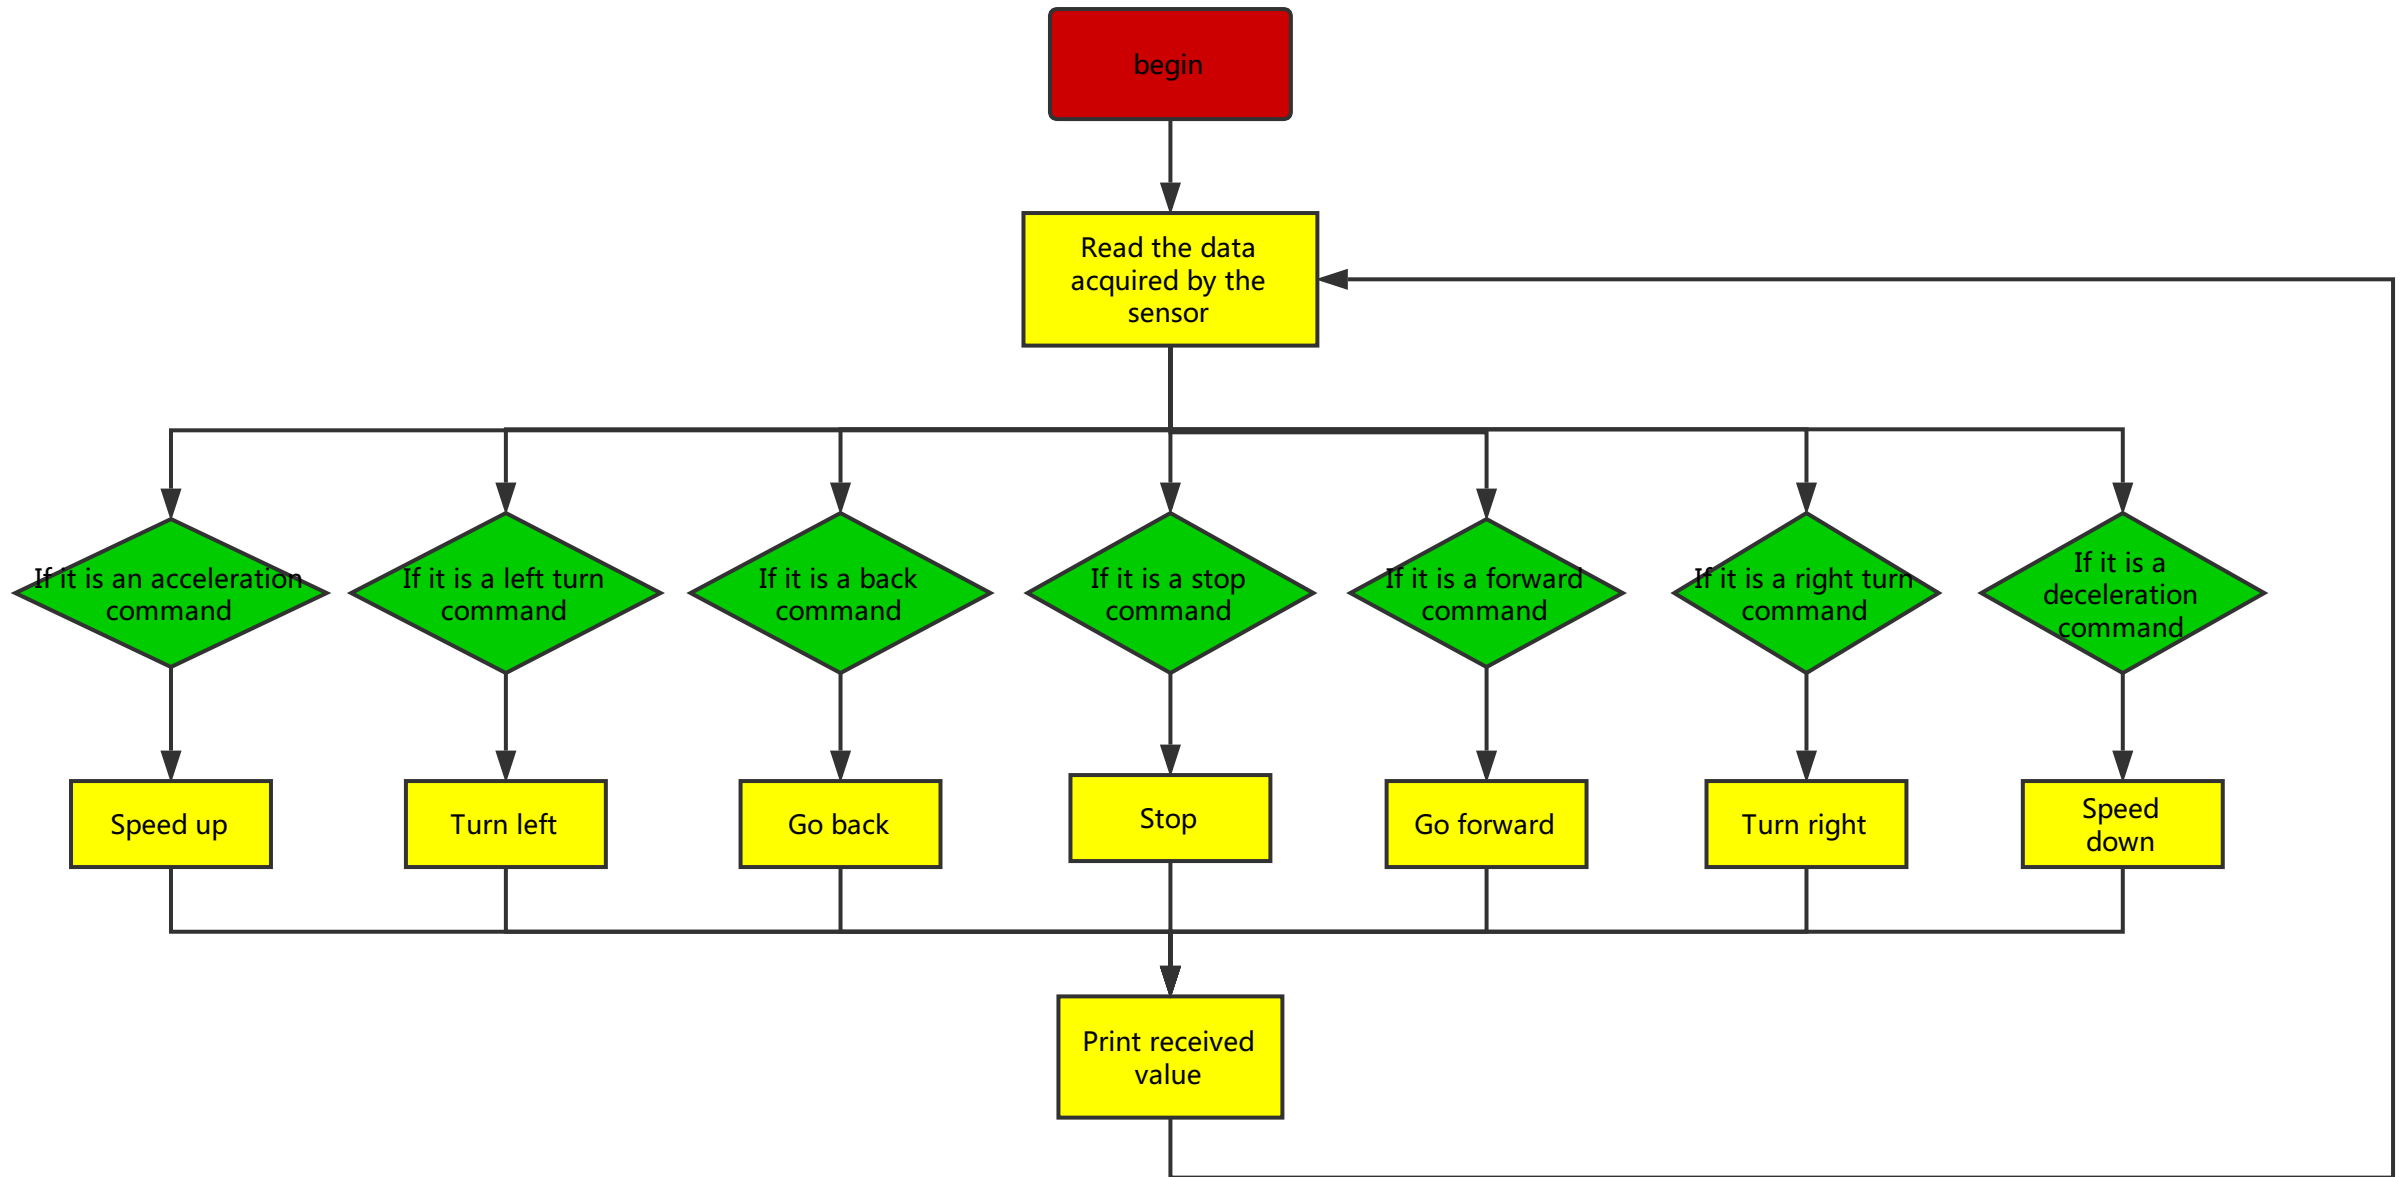 begin
Read the data
acquired by the
sensor
If it is an acceleration
command
If it is a left turn
command
If it is a back
command
If it is a stop
command
If it is a forward
command
If it is a right turn
command
If it is a
deceleration
command
Speed up
Turn left
Go back
Stop
Go forward
Turn right
Speed
down
Print received
value